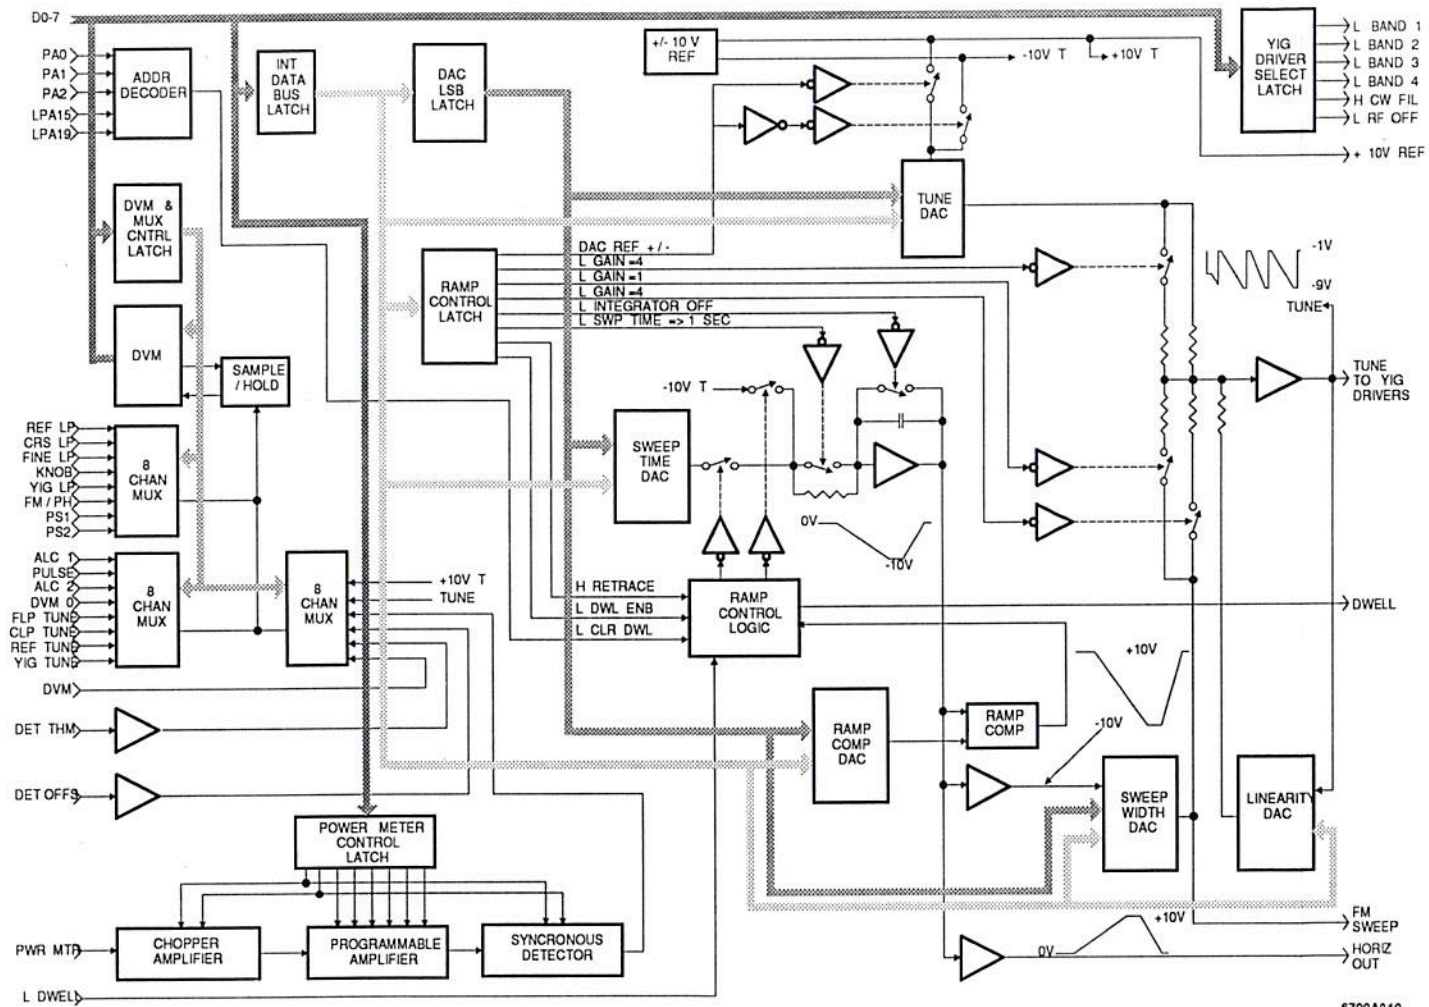 D0-7
PA0
PA1
PA2
LPA15
LPA19
ADDR
DECODER
INT
DATA
BUS
LATCH
DAC
LSB
LATCH
+/- 10 V
REF
-10V T
+10V T
YIG
DRIVER
SELECT
LATCH
L BAND 1
L BAND 2
L BAND 3
L BAND 4
H CW FIL
L RF OFF
+ 10V REF
DVM &
MUX
CNTRL
LATCH
TUNE
DAC
RAMP
CONTROL
LATCH
DAC REF +/-
L GAIN =4
L GAIN =1
L GAIN =4
L INTEGRATOR OFF
L SWP TIME => 1 SEC
-1V
-9V
TUNE
DVM
SAMPLE
/ HOLD
-10V T
TUNE
TO YIG
DRIVERS
REF LP
CRS LP
FINE LP
KNOB
YIG LP
FM / PH
PS1
PS2
8
CHAN
MUX
SWEEP
TIME
DAC
0V
-10V
ALC 1
PULSE
ALC 2
DVM 0
FLP TUNE
CLP TUNE
REF TUNE
YIG TUNE
8
CHAN
MUX
8
CHAN
MUX
+10V T
TUNE
H RETRACE
L DWL ENB
L CLR DWL
RAMP
CONTROL
LOGIC
DWELL
DVM
DET THM
DET OFFS
RAMP
COMP
DAC
RAMP
COMP
+10V
-10V
SWEEP
WIDTH
DAC
LINEARITY
DAC
POWER METER
CONTROL
LATCH
PWR MTR
CHOPPER
AMPLIFIER
PROGRAMMABLE
AMPLIFIER
SYNCRONOUS
DETECTOR
0V
+10V
FM
SWEEP
HORIZ
OUT
L DWELL